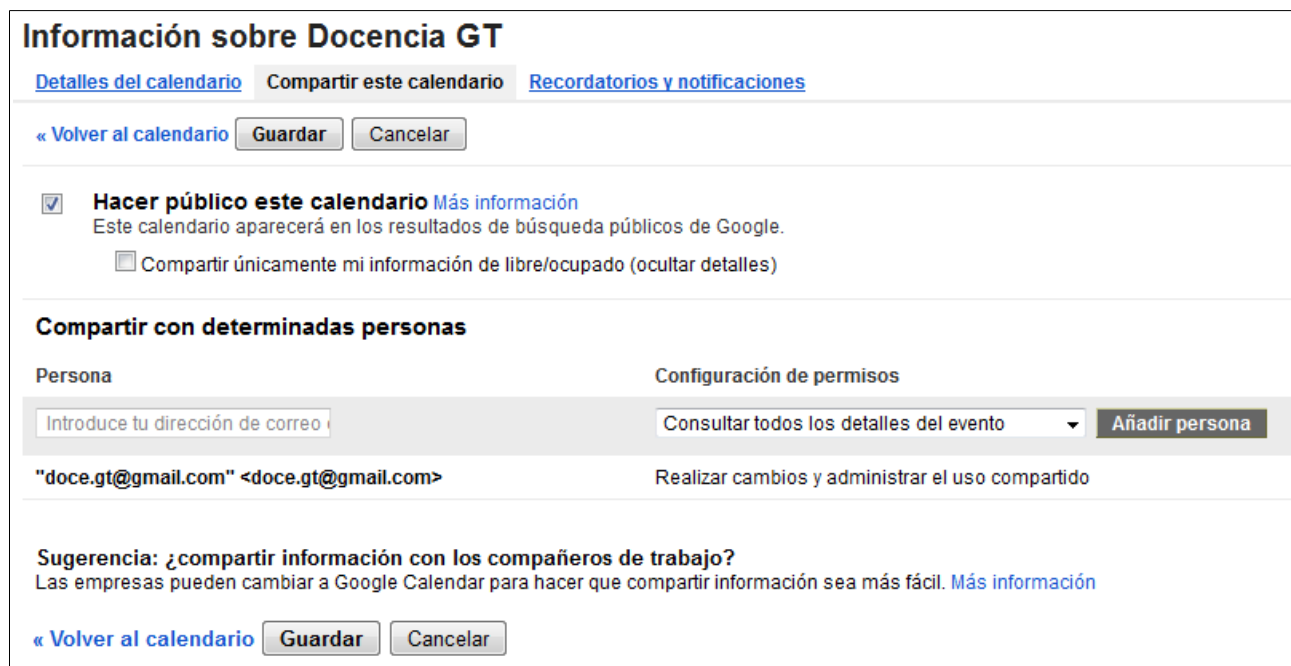 Información sobre Docencia GT
Detalles del calendario Compartir este calendario Recordatorios y notificaciones
« Volver al calendario Guardar Cancelar
Hacer público este calendario Más información
Este calendario aparecerá en los resultados de búsqueda públicos de Google.
Compartir únicamente mi información de libre/ocupado (ocultar detalles)
Compartir con determinadas personas
Persona Configuración de permisos
Introduce tu dirección de correo Consultar todos los detalles del evento Añadir persona
"doce.gt@gmail.com" <doce.gt@gmail.com> Realizar cambios y administrar el uso compartido
Sugerencia: ¿compartir información con los compañeros de trabajo?
Las empresas pueden cambiar a Google Calendar para hacer que compartir información sea más fácil. Más información
« Volver al calendario Guardar Cancelar